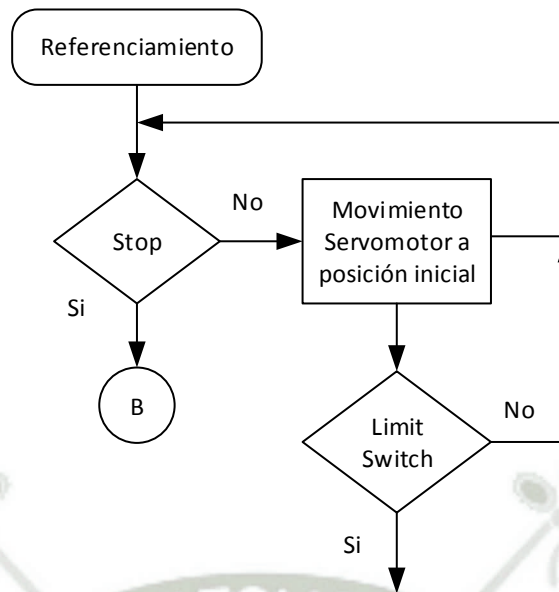 Referenciamiento
No
Movimiento
Servomotor a
posición inicial
Stop
Si
B
Limit
Switch
No
Si